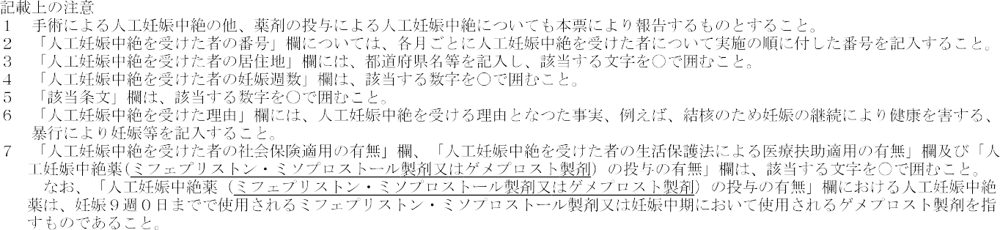 記載上の注意
１　手術による人工妊娠中絶の他、薬剤の投与による人工妊娠中絶についても本票により報告するものとすること。
２　「人工妊娠中絶を受けた者の番号」欄については、各月ごとに人工妊娠中絶を受けた者について実施の順に付した番号を記入すること。
３　「人工妊娠中絶を受けた者の居住地」欄には、都道府県名等を記入し、該当する文字を〇で囲むこと。
４　「人工妊娠中絶を受けた者の妊娠週数」欄は、該当する数字を〇で囲むこと。
５　「該当条文」欄は、該当する数字を〇で囲むこと。
６　「人工妊娠中絶を受けた理由」欄には、人工妊娠中絶を受ける理由となつた事実、例えば、結核のため妊娠の継続により健康を害する、
暴行により妊娠等を記入すること。
７　「人工妊娠中絶を受けた者の社会保険適用の有無」欄、「人工妊娠中絶を受けた者の生活保護法による医療扶助適用の有無」欄及び「人
工妊娠中絶薬(ミフェプリストン・ミソプロストール製剤又はゲメプロスト製剤）の投与の有無」欄は、該当する文字を〇で囲むこと。
なお、「人工妊娠中絶薬（ミフェプリストン・ミソプロストール製剤又はゲメプロスト製剤）の投与の有無」欄における人工妊娠中絶
薬は、妊娠９週０日までで使用されるミフェプリストン・ミソプロストール製剤又は妊娠中期において使用されるゲメプロスト製剤を指
すものであること。